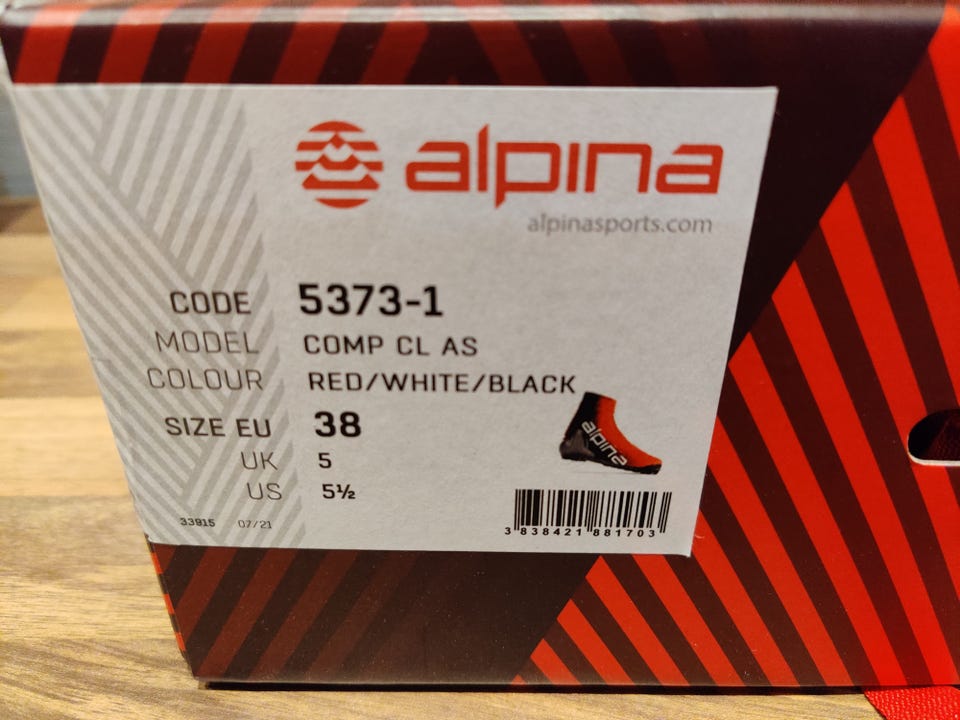 alpina
alpinasports.com
CODE 5373-1
MODEL COMP CL AS
COLOUR RED/WHITE/BLACK
SIZE EU 38
UK 5
US 5½
alpina
33915 07/21
3 838421 881703